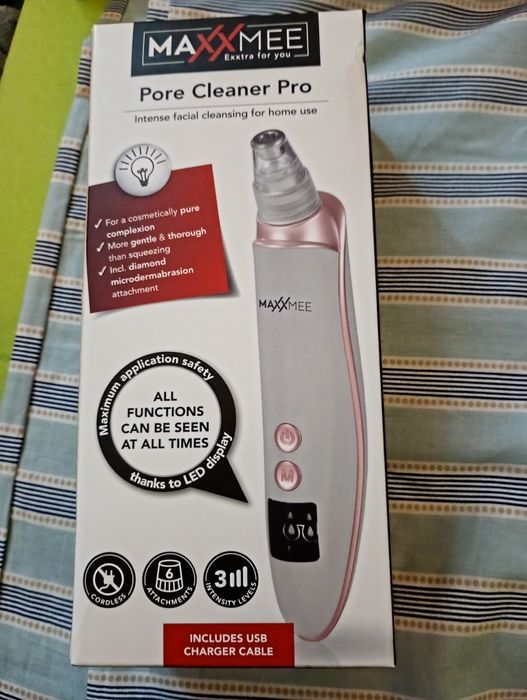 MAXXMEE
Exxtra for you
Pore Cleaner Pro
Intense facial cleansing for home use
✓ For a cosmetically pure
complexion
✓ More gentle & thorough
than squeezing
✓ Incl. diamond
microdermabrasion
attachment
MAXXMEE
Maximum application safety
ALL
FUNCTIONS
CAN BE SEEN
AT ALL TIMES
thanks to LED display
M
CORDLESS
6
ATTACHMENTS
3
INTENSITY LEVELS
INCLUDES USB
CHARGER CABLE